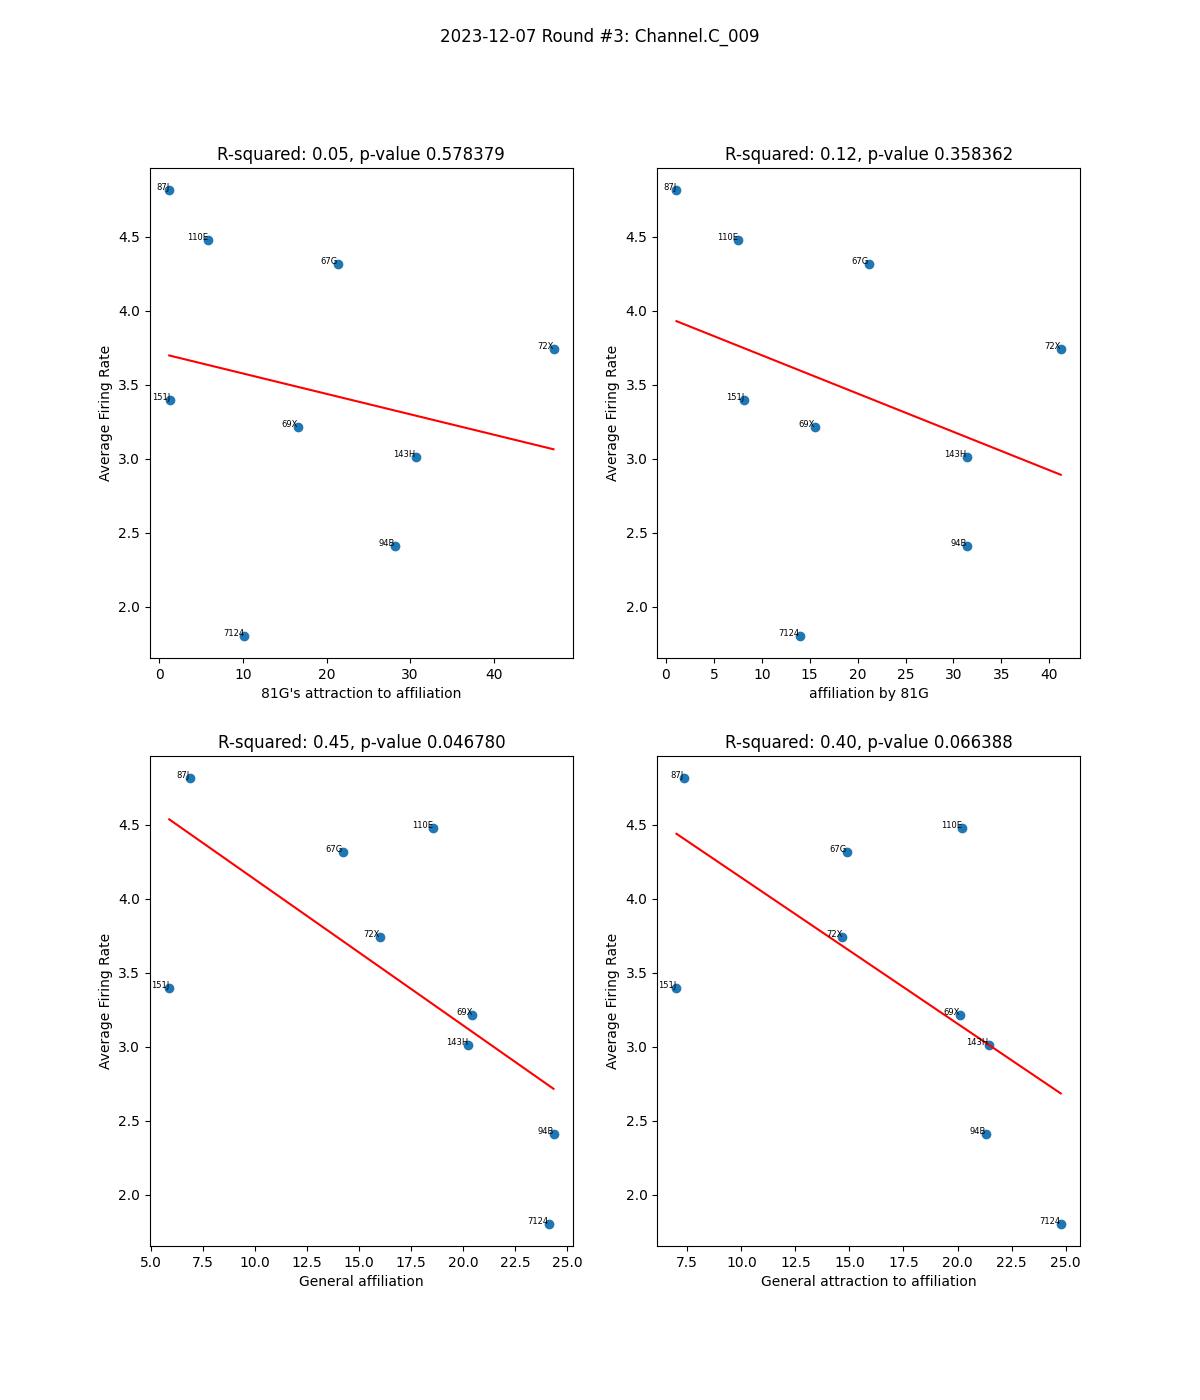 2023-12-07 Round #3: Channel.C_009
R-squared: 0.05, p-value 0.578379
87J
110E
67G
72X
151J
69X
143H
94B
7124
4.5
4.0
3.5
3.0
2.5
2.0
Average Firing Rate
0 10 20 30 40
81G's attraction to affiliation
R-squared: 0.12, p-value 0.358362
87J
110E
67G
72X
151J
69X
143H
94B
7124
4.5
4.0
3.5
3.0
2.5
2.0
Average Firing Rate
0 5 10 15 20 25 30 35 40
affiliation by 81G
R-squared: 0.45, p-value 0.046780
87J
110E
67G
72X
151J
69X
143H
94B
7124
4.5
4.0
3.5
3.0
2.5
2.0
Average Firing Rate
5.0 7.5 10.0 12.5 15.0 17.5 20.0 22.5 25.0
General affiliation
R-squared: 0.40, p-value 0.066388
87J
110E
67G
72X
151J
69X
143H
94B
7124
4.5
4.0
3.5
3.0
2.5
2.0
Average Firing Rate
7.5 10.0 12.5 15.0 17.5 20.0 22.5 25.0
General attraction to affiliation